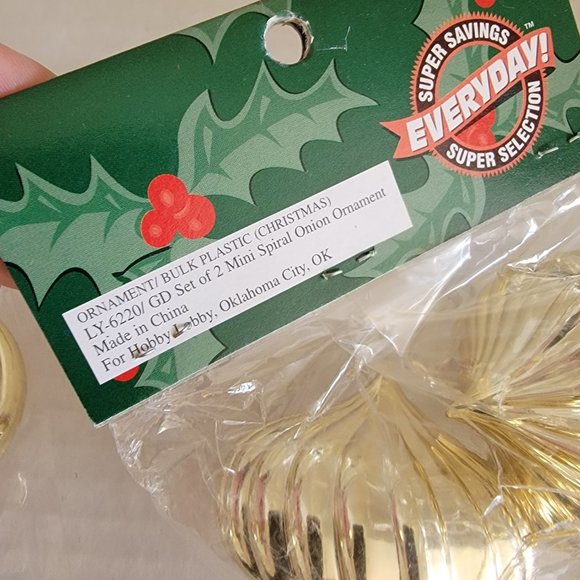 SUPER SAVINGS
EVERYDAY!™
SUPER SELECTION
ORNAMENT/ BULK PLASTIC (CHRISTMAS)
LY-6220/ GD Set of 2 Mini Spiral Onion Ornament
Made in China
For Hobby Lobby, Oklahoma City, OK